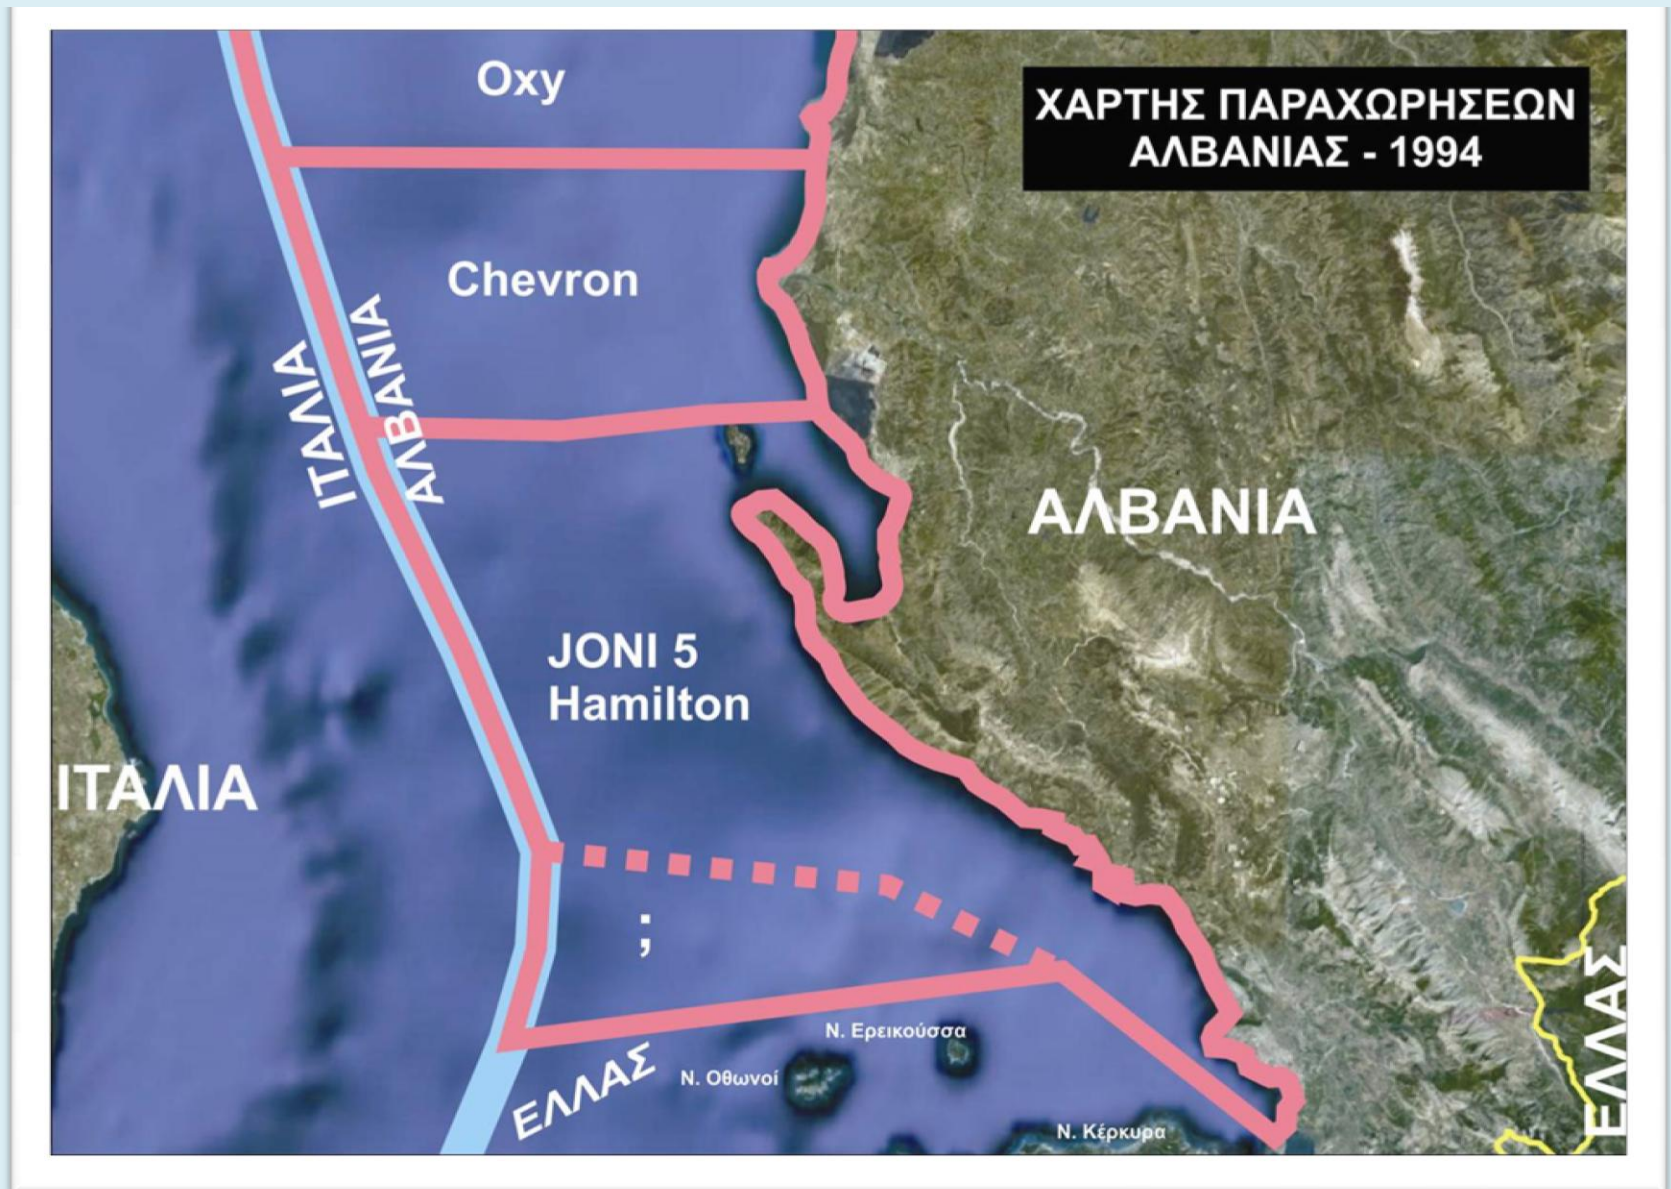 Oxy
ΧΑΡΤΗΣ ΠΑΡΑΧΩΡΗΣΕΩΝ
ΑΛΒΑΝΙΑΣ - 1994
Chevron
ΙΤΑΛΙΑ
ΑΛΒΑΝΙΑ
ΑΛΒΑΝΙΑ
JONI 5
Hamilton
ΙΤΑΛΙΑ
;
ΕΛΛΑΣ
Ν. Ερεικούσσα
Ν. Οθωνοί
ΕΛΛΑΣ
Ν. Κέρκυρα